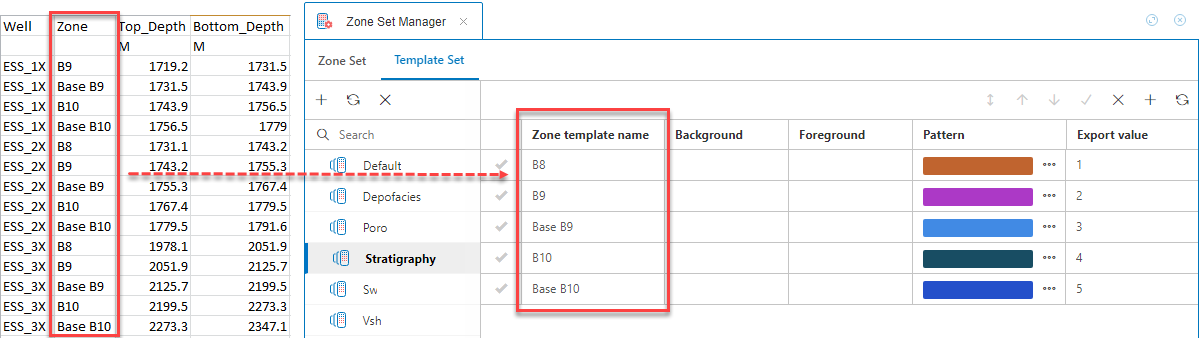 Well Zone Top_Depth Bottom_Depth
M M
ESS_1X B9 1719.2 1731.5
ESS_1X Base B9 1731.5 1743.9
ESS_1X B10 1743.9 1756.5
ESS_1X Base B10 1756.5 1779
ESS_2X B8 1731.1 1743.2
ESS_2X B9 1743.2 1755.3
ESS_2X Base B9 1755.3 1767.4
ESS_2X B10 1767.4 1779.5
ESS_2X Base B10 1779.5 1791.6
ESS_3X B8 1978.1 2051.9
ESS_3X B9 2051.9 2125.7
ESS_3X Base B9 2125.7 2199.5
ESS_3X B10 2199.5 2273.3
ESS_3X Base B10 2273.3 2347.1
Zone Set Manager
Zone Set Template Set
Search
Default
Depofacies
Poro
Stratigraphy
Sw
Vsh
Zone template name Background Foreground Pattern Export value
B8 1
B9 2
Base B9 3
B10 4
Base B10 5